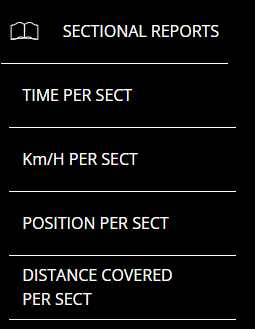 SECTIONAL REPORTS
TIME PER SECT
Km/H PER SECT
POSITION PER SECT
DISTANCE COVERED
PER SECT